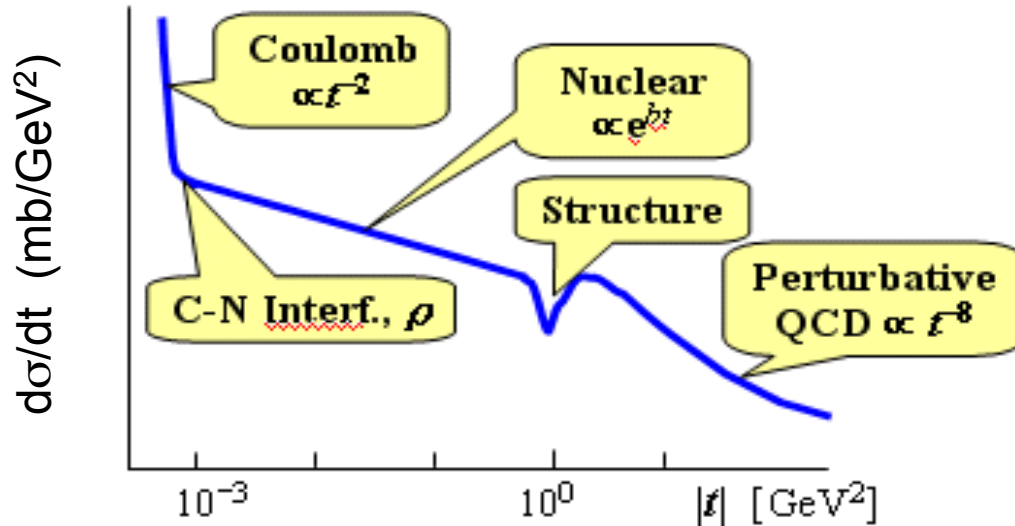 dσ/dt (mb/GeV²)
Coulomb
∝t⁻²
Nuclear
∝e^bt
Structure
Perturbative
QCD ∝ t⁻⁸
C-N Interf., ρ
10⁻³
10⁰
|t| [GeV²]